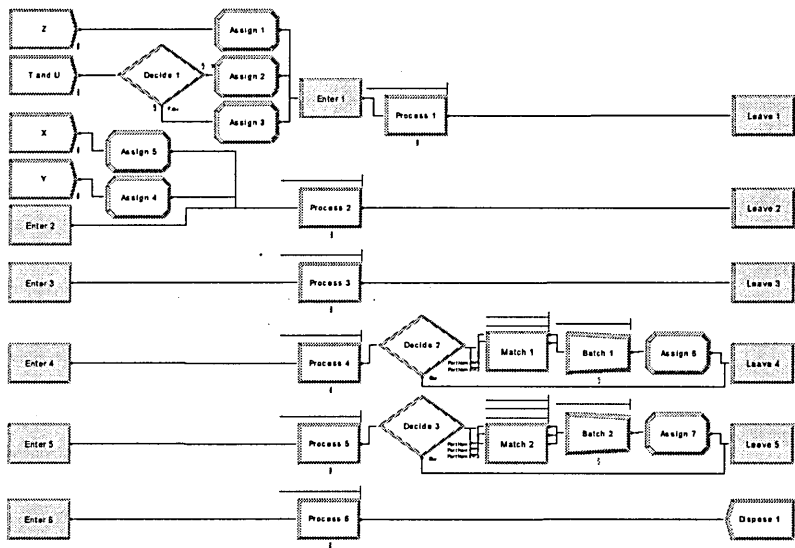 Z
Assign 1
T and U
Decide 1
Assign 2
Enter 1
Assign 3
Process 1
Leave 1
X
Assign 5
Y
Assign 4
Enter 2
Process 2
Leave 2
Enter 3
Process 3
Leave 3
Enter 4
Process 4
Decide 2
Match 1
Batch 1
Assign 6
Leave 4
Enter 5
Process 5
Decide 3
Match 2
Batch 2
Assign 7
Leave 5
Enter 6
Process 6
Dispose 1